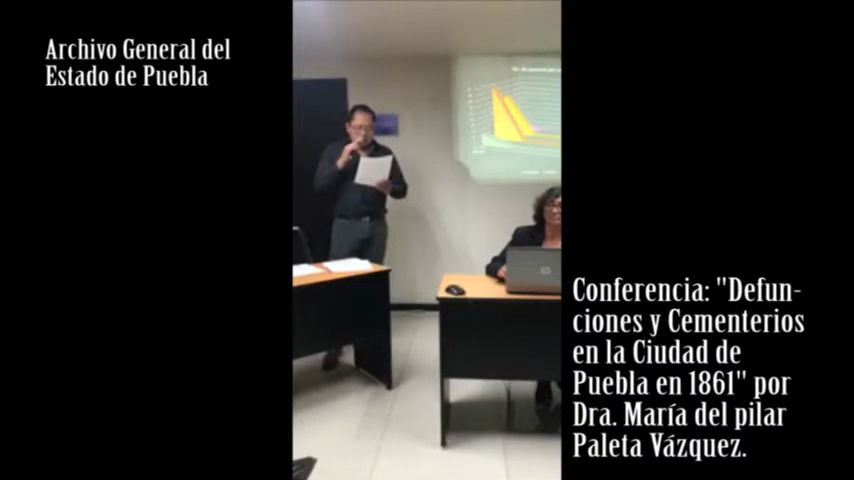 Archivo General del
Estado de Puebla
Conferencia: "Defun-
ciones y Cementerios
en la Ciudad de
Puebla en 1861" por
Dra. María del pilar
Paleta Vázquez.